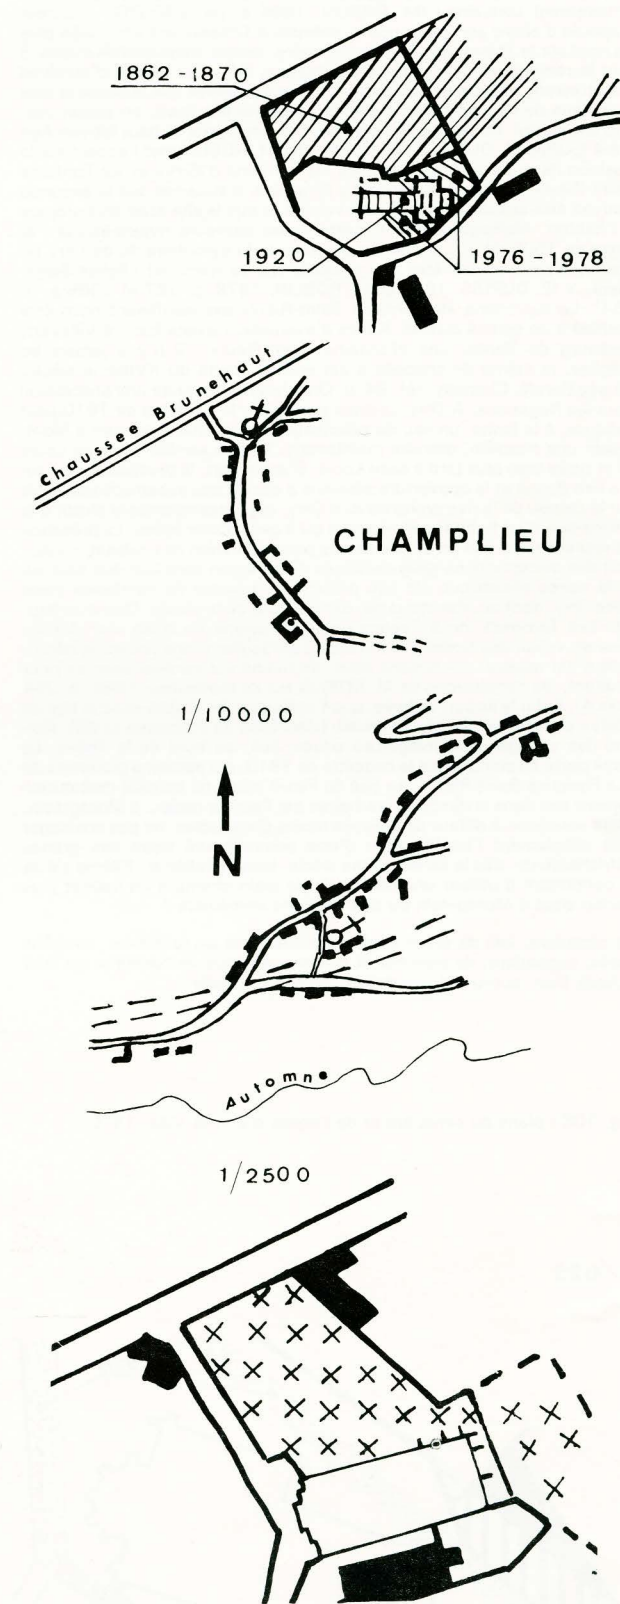 1862-1870
1920
1976-1978
chaussee Brunehaut
CHAMPLIEU
1/10000
N
Automne
1/2500